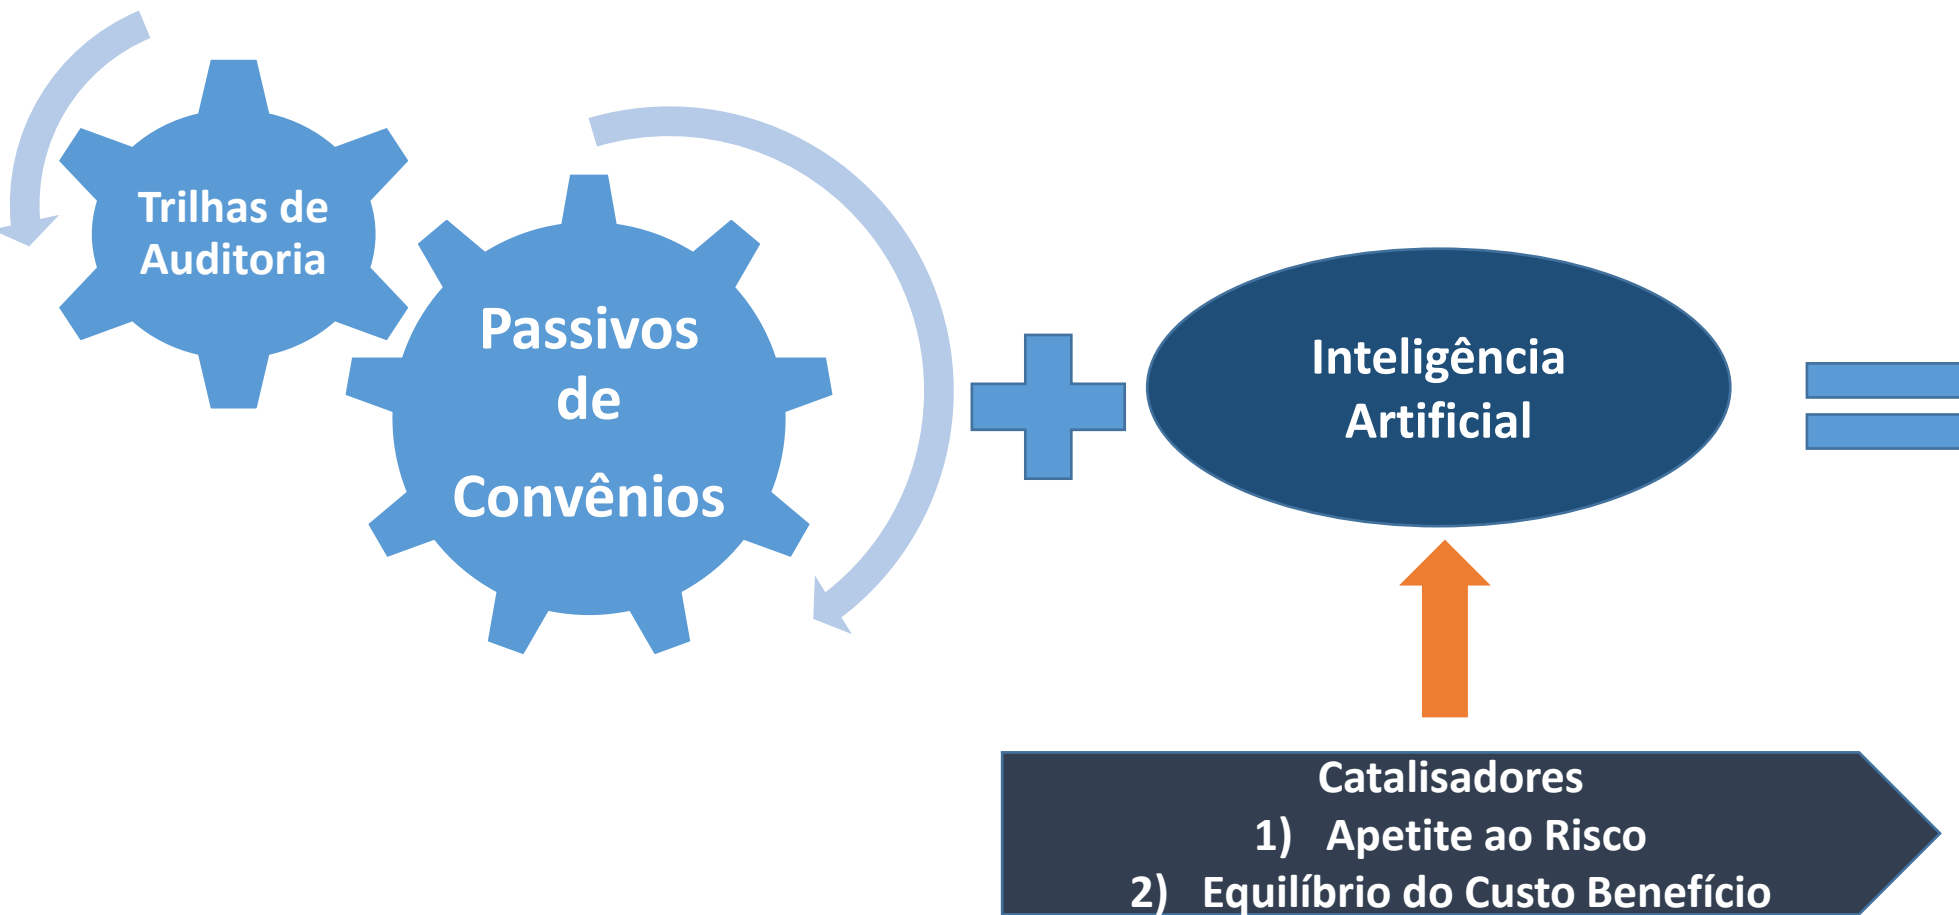 Trilhas de
Auditoria
Passivos
de
Convênios
Inteligência
Artificial
Catalisadores
1) Apetite ao Risco
2) Equilíbrio do Custo Benefício